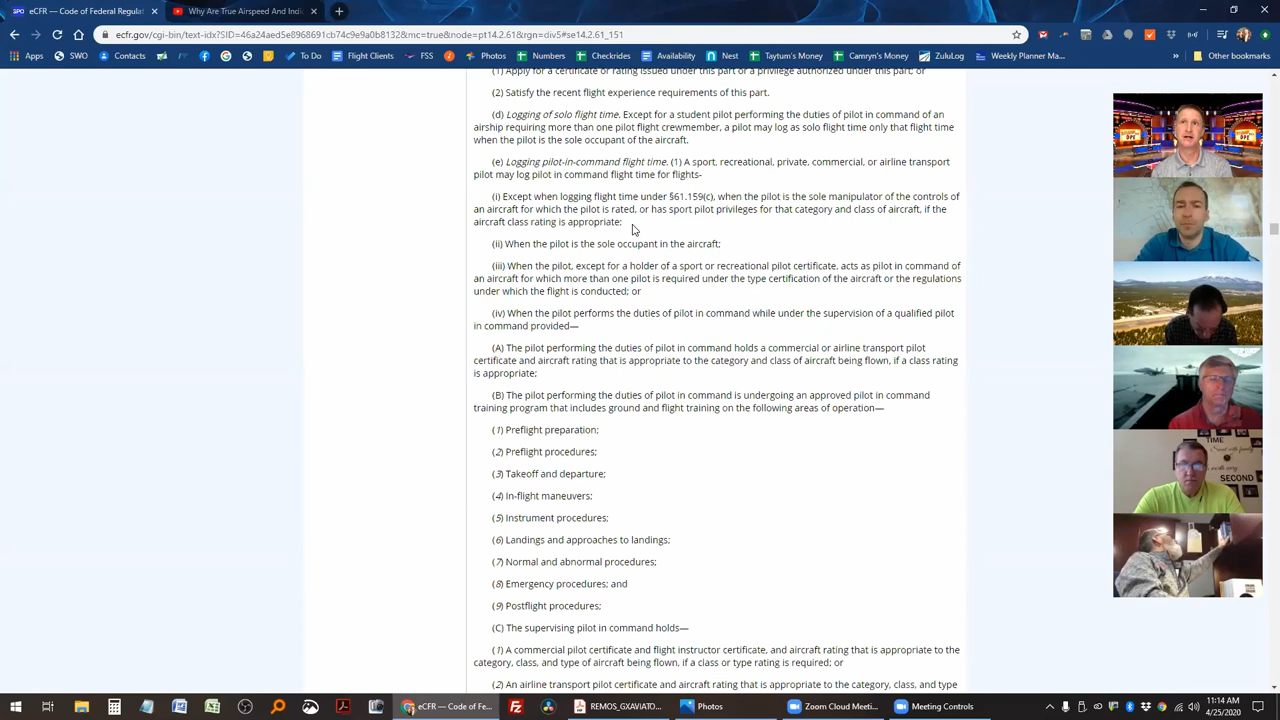 eCFR — Code of Federal Regulat
Why Are True Airspeed And Indic
ecfr.gov/cgi-bin/text-idx?SID=46a24aed5e8968691cb74c9e9a0b8132&mc=true&node=pt14.2.61&rgn=div5#se14.2.61_151
Apps SWO Contacts To Do Flight Clients FSS Photos Numbers Checkrides Availability Nest Taytum's Money Camryn's Money ZuluLog Weekly Planner Ma... » Other bookmarks
(1) Apply for a certificate or rating issued under this part or a privilege authorized under this part; or
(2) Satisfy the recent flight experience requirements of this part.
(d) Logging of solo flight time. Except for a student pilot performing the duties of pilot in command of an
airship requiring more than one pilot flight crewmember, a pilot may log as solo flight time only that flight time
when the pilot is the sole occupant of the aircraft.
(e) Logging pilot-in-command flight time. (1) A sport, recreational, private, commercial, or airline transport
pilot may log pilot in command flight time for flights-
(i) Except when logging flight time under §61.159(c), when the pilot is the sole manipulator of the controls of
an aircraft for which the pilot is rated, or has sport pilot privileges for that category and class of aircraft, if the
aircraft class rating is appropriate;
(ii) When the pilot is the sole occupant in the aircraft;
(iii) When the pilot, except for a holder of a sport or recreational pilot certificate, acts as pilot in command of
an aircraft for which more than one pilot is required under the type certification of the aircraft or the regulations
under which the flight is conducted; or
(iv) When the pilot performs the duties of pilot in command while under the supervision of a qualified pilot
in command provided—
(A) The pilot performing the duties of pilot in command holds a commercial or airline transport pilot
certificate and aircraft rating that is appropriate to the category and class of aircraft being flown, if a class rating
is appropriate;
(B) The pilot performing the duties of pilot in command is undergoing an approved pilot in command
training program that includes ground and flight training on the following areas of operation—
(1) Preflight preparation;
(2) Preflight procedures;
(3) Takeoff and departure;
(4) In-flight maneuvers;
(5) Instrument procedures;
(6) Landings and approaches to landings;
(7) Normal and abnormal procedures;
(8) Emergency procedures; and
(9) Postflight procedures;
(C) The supervising pilot in command holds—
(1) A commercial pilot certificate and flight instructor certificate, and aircraft rating that is appropriate to the
category, class, and type of aircraft being flown, if a class or type rating is required; or
(2) An airline transport pilot certificate and aircraft rating that is appropriate to the category, class, and type
TIME
SECOND
eCFR — Code of Fe... REMOS_GXAVIATO... Photos Zoom Cloud Meeti... Meeting Controls
11:14 AM
4/25/2020